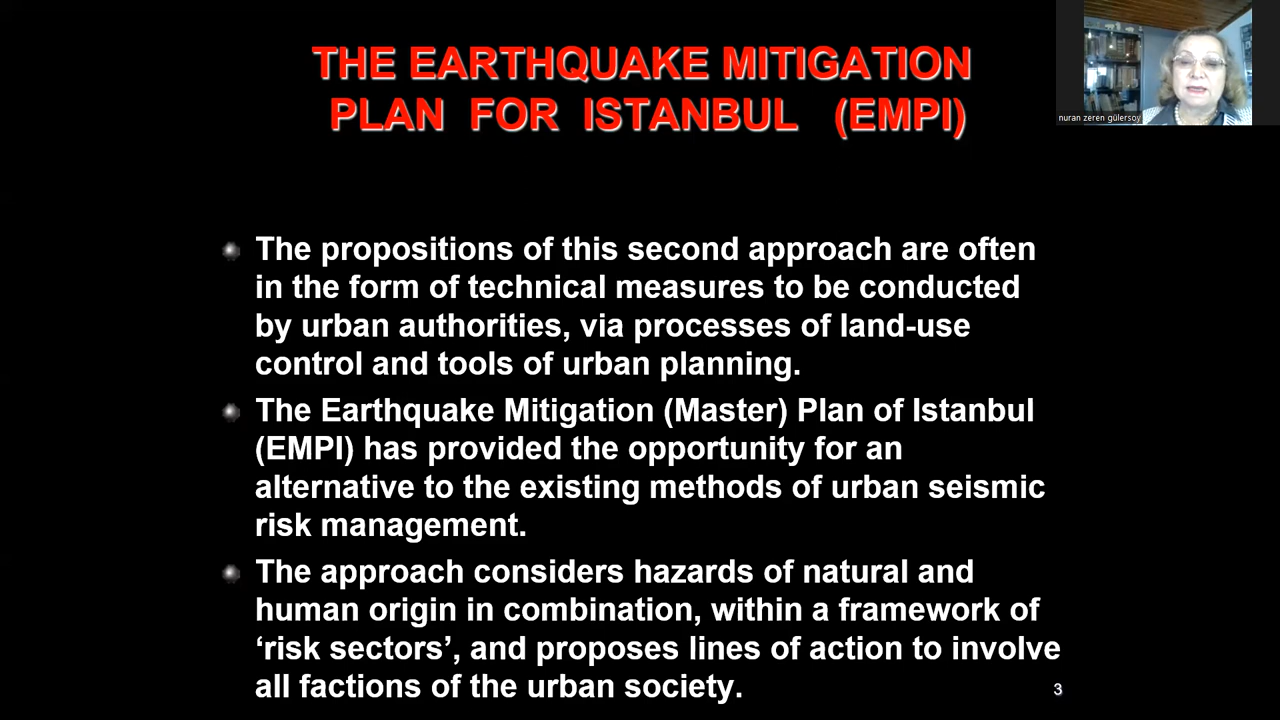 THE EARTHQUAKE MITIGATION
PLAN FOR ISTANBUL (EMPI)
nuran zeren gülersoy
The propositions of this second approach are often
in the form of technical measures to be conducted
by urban authorities, via processes of land-use
control and tools of urban planning.
The Earthquake Mitigation (Master) Plan of Istanbul
(EMPI) has provided the opportunity for an
alternative to the existing methods of urban seismic
risk management.
The approach considers hazards of natural and
human origin in combination, within a framework of
‘risk sectors’, and proposes lines of action to involve
all factions of the urban society.
3